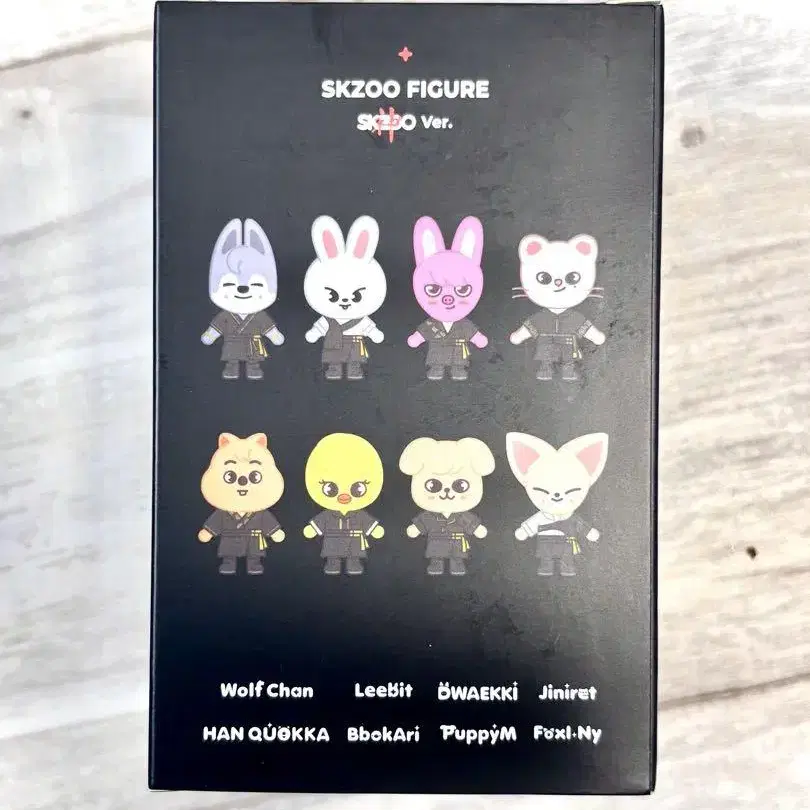 SKZOO FIGURE
SKZOO Ver.
Wolf Chan LeeBit DWAEKKI Jiniret
HAN QUOKKA BbokAri PuppyM FoxI.Ny